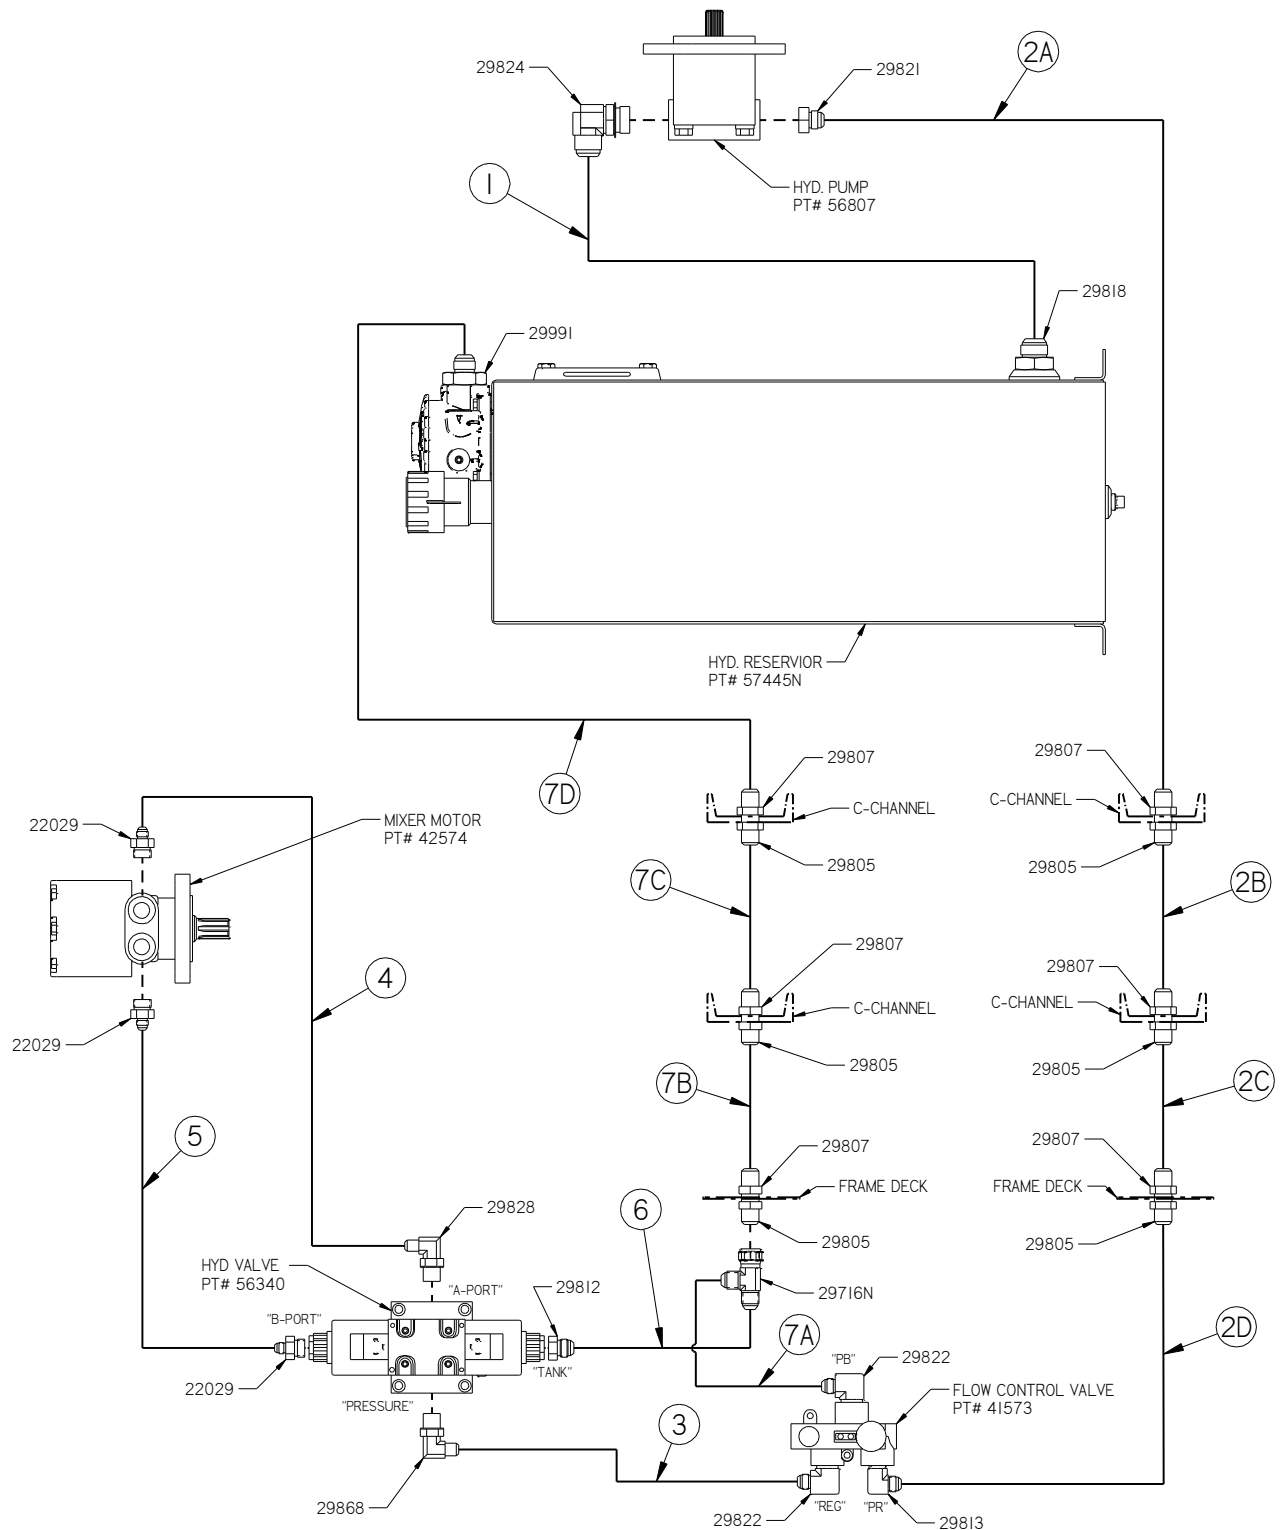 2A
29824
29821
1
HYD. PUMP
PT# 56807
29818
29991
HYD. RESERVIOR
PT# 57445N
7D
29807
29807
C-CHANNEL
C-CHANNEL
22029
MIXER MOTOR
PT# 42574
29805
29805
7C
2B
29807
29807
4
C-CHANNEL
C-CHANNEL
22029
29805
29805
7B
2C
5
29807
29807
FRAME DECK
FRAME DECK
29828
6
29805
29805
HYD VALVE
PT# 56340
"A-PORT"
29812
29716N
"B-PORT"
7A
2D
"TANK"
"PB"
29822
22029
"PRESSURE"
FLOW CONTROL VALVE
PT# 41573
3
29868
29822
"REG"
"PR"
29813